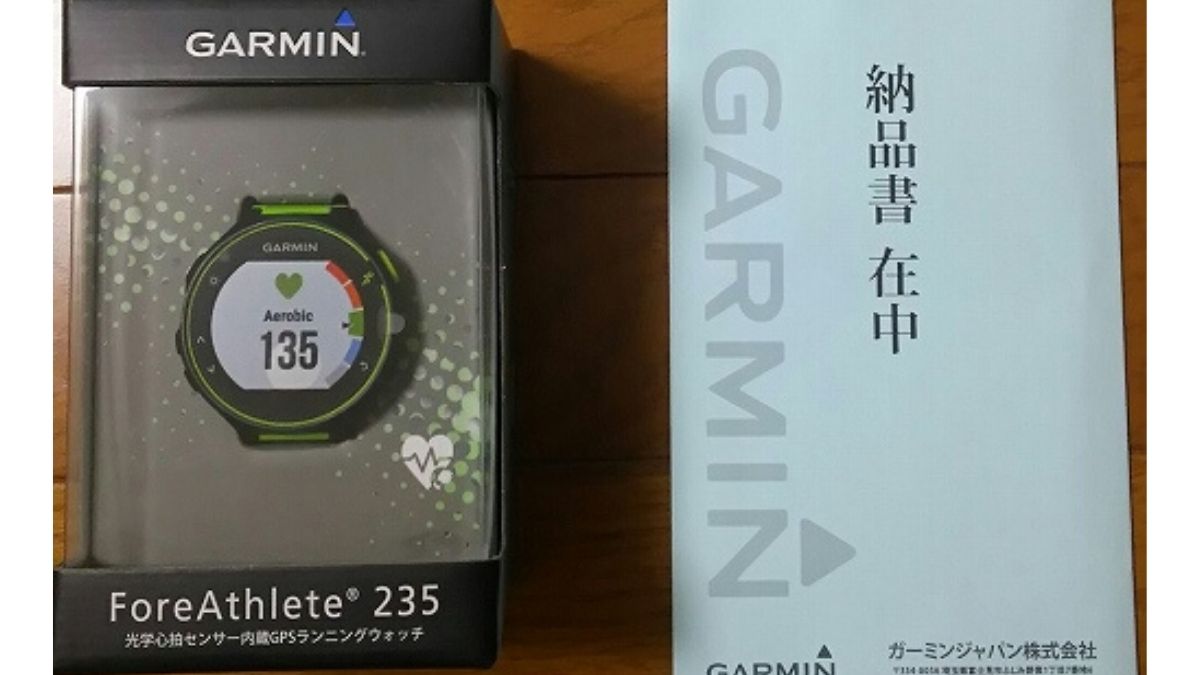 GARMIN
GARMIN
Aerobic
135
ForeAthlete® 235
光学心拍センサー内蔵GPSランニングウォッチ
納品書 在中
GARMIN
GARMIN
ガーミンジャパン株式会社